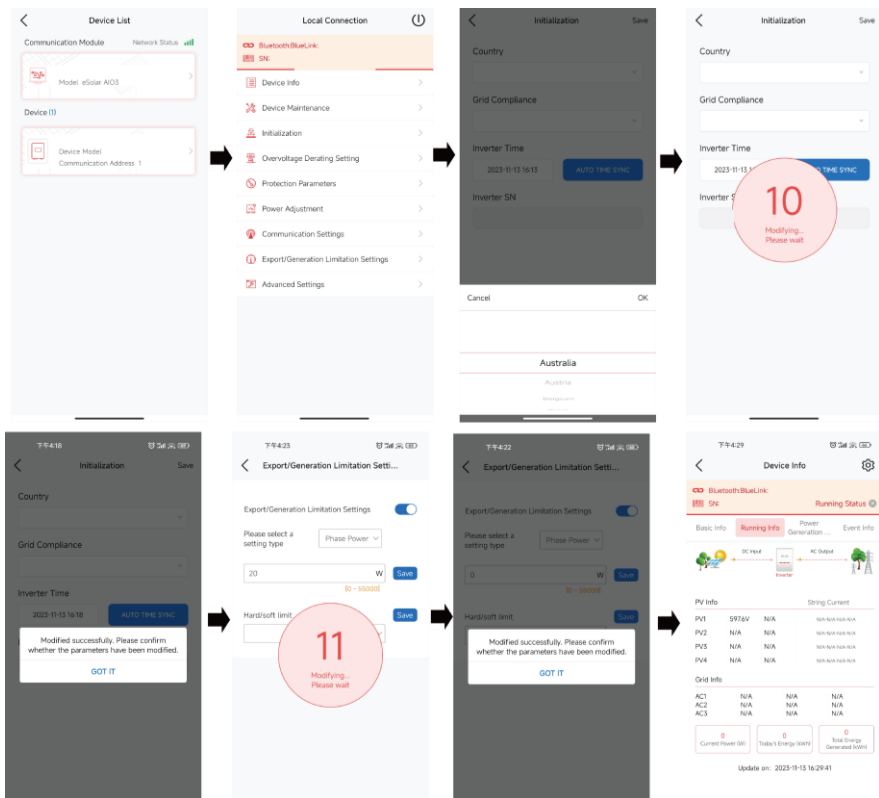 Device List
Communication Module Network Status
Model eSolar AIO3
Device (1)
Device Model
Communication Address 1
Local Connection
Bluetooth:BlueLink:
SN:
Device Info
Device Maintenance
Initialization
Overvoltage Derating Setting
Protection Parameters
Power Adjustment
Communication Settings
Export/Generation Limitation Settings
Advanced Settings
Initialization Save
Country
Grid Compliance
Inverter Time
2023-11-13 16:13 AUTO TIME SYNC
Inverter SN
Cancel OK
Australia
Austria
Initialization Save
Country
Grid Compliance
Inverter Time
2023-11-13 1 O TIME SYNC
Inverter S
10
Modifying...
Please wait
下午4:18
Initialization Save
Country
Grid Compliance
Inverter Time
2023-11-13 16:18 AUTO TIME SYNC
Modified successfully. Please confirm
whether the parameters have been modified.
GOT IT
下午4:23
Export/Generation Limitation Setti...
Export/Generation Limitation Settings
Please select a
setting type
Phase Power
20 W Save
[0 - 55000]
Hard/soft limit Save
11
Modifying...
Please wait
下午4:22
Export/Generation Limitation Setti...
Export/Generation Limitation Settings
Please select a
setting type
Phase Power
0 W Save
[0 - 55000]
Hard/soft limit Save
Modified successfully. Please confirm
whether the parameters have been modified.
GOT IT
下午4:29
Device Info
Bluetooth:BlueLink:
SN: Running Status
Basic Info Running Info Power
Generation ... Event Info
DC Input AC Output
Inverter
PV Info String Current
PV1 597.6V N/A N/A-N/A-N/A-N/A
PV2 N/A N/A N/A-N/A-N/A-N/A
PV3 N/A N/A N/A-N/A-N/A-N/A
PV4 N/A N/A N/A-N/A-N/A-N/A
Grid Info
AC1 N/A N/A N/A
AC2 N/A N/A N/A
AC3 N/A N/A N/A
0 0 0
Current Power (W) Today's Energy (kWh) Total Energy
Generated (kWh)
Update on: 2023-11-13 16:29:41